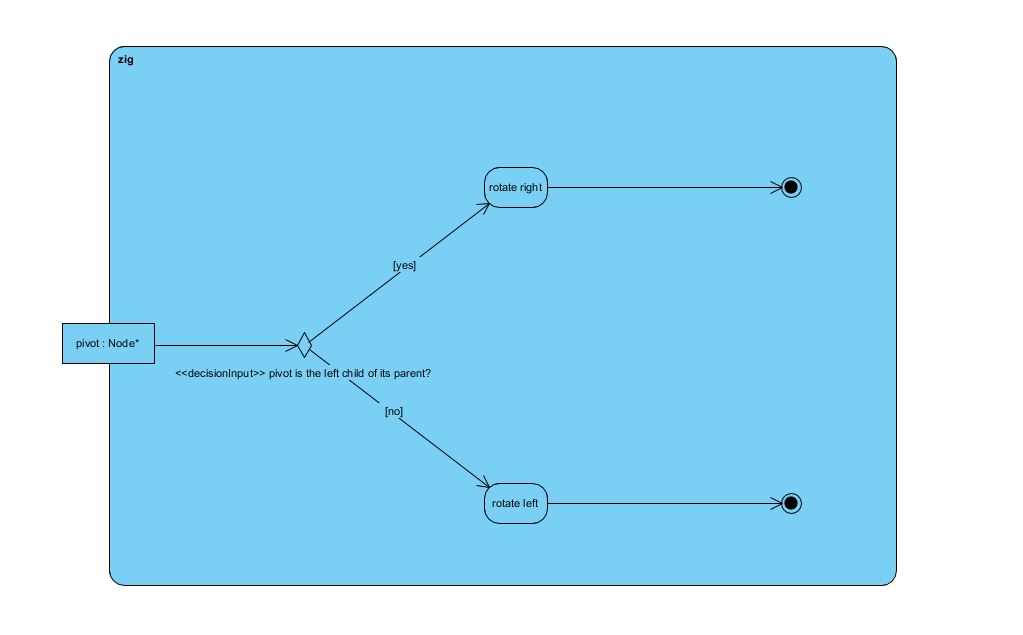 zig
rotate right
[yes]
pivot : Node*
<<decisionInput>> pivot is the left child of its parent?
[no]
rotate left